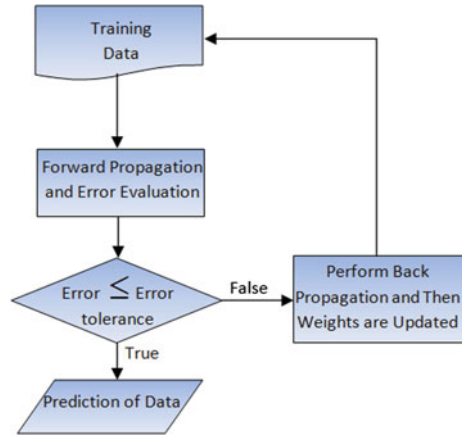 Training
Data
Forward Propagation
and Error Evaluation
Error ≤ Error
tolerance
False
Perform Back
Propagation and Then
Weights are Updated
True
Prediction of Data